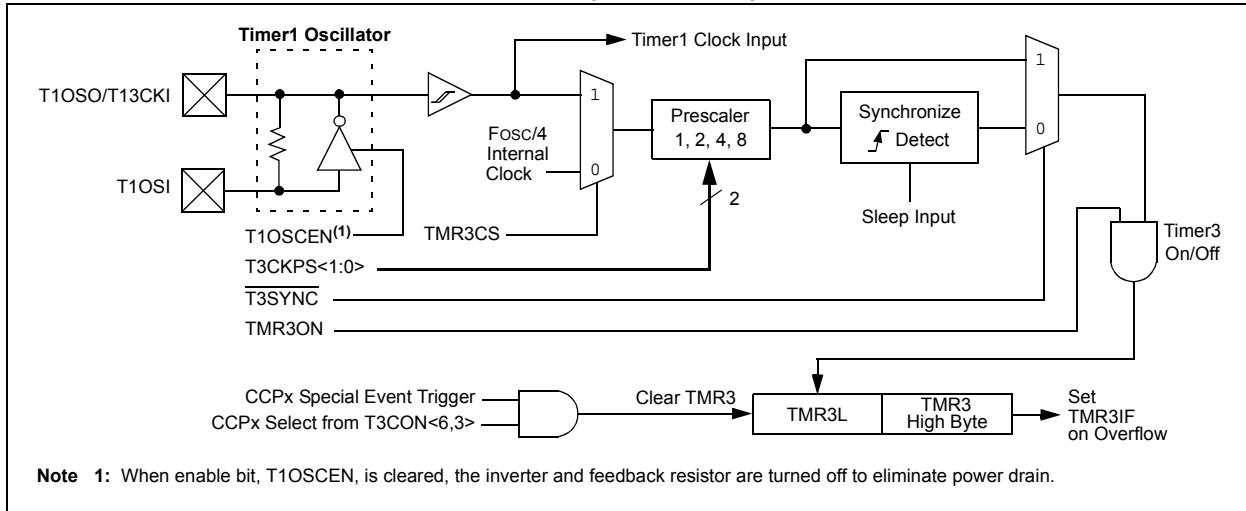 Timer1 Oscillator
Timer1 Clock Input
T1OSO/T13CKI
T1OSI
FOSC/4
Internal
Clock
1
0
Prescaler
1, 2, 4, 8
2
Synchronize
Detect
Sleep Input
1
0
Timer3
On/Off
T1OSCEN(1)
TMR3CS
T3CKPS<1:0>
T3SYNC
TMR3ON
CCPx Special Event Trigger
CCPx Select from T3CON<6,3>
Clear TMR3
TMR3L
TMR3
High Byte
Set
TMR3IF
on Overflow
Note 1: When enable bit, T1OSCEN, is cleared, the inverter and feedback resistor are turned off to eliminate power drain.